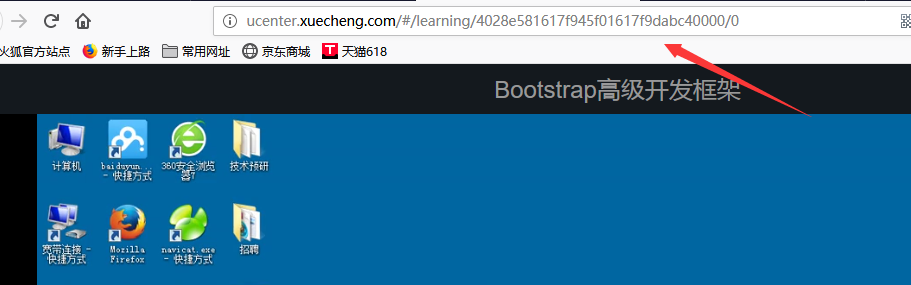 ucenter.xuecheng.com/#/learning/4028e581617f945f01617f9dabc40000/0
火狐官方站点 新手上路 常用网址 京东商城 天猫618
Bootstrap高级开发框架
计算机 baiduyun... - 快捷方式 360安全浏览器7 技术预研
宽带连接 - 快捷方式 Mozilla Firefox navicat.exe - 快捷方式 招聘